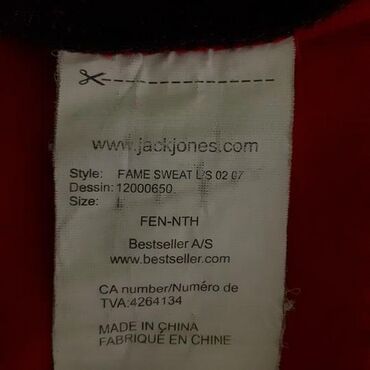 www.jackjones.com
Style: FAME SWEAT L/S 02 07
Dessin: 12000650
Size: L
FEN-NTH
Bestseller A/S
www.bestseller.com
CA number/Numéro de
TVA:4264134
MADE IN CHINA
FABRIQUÉ EN CHINE